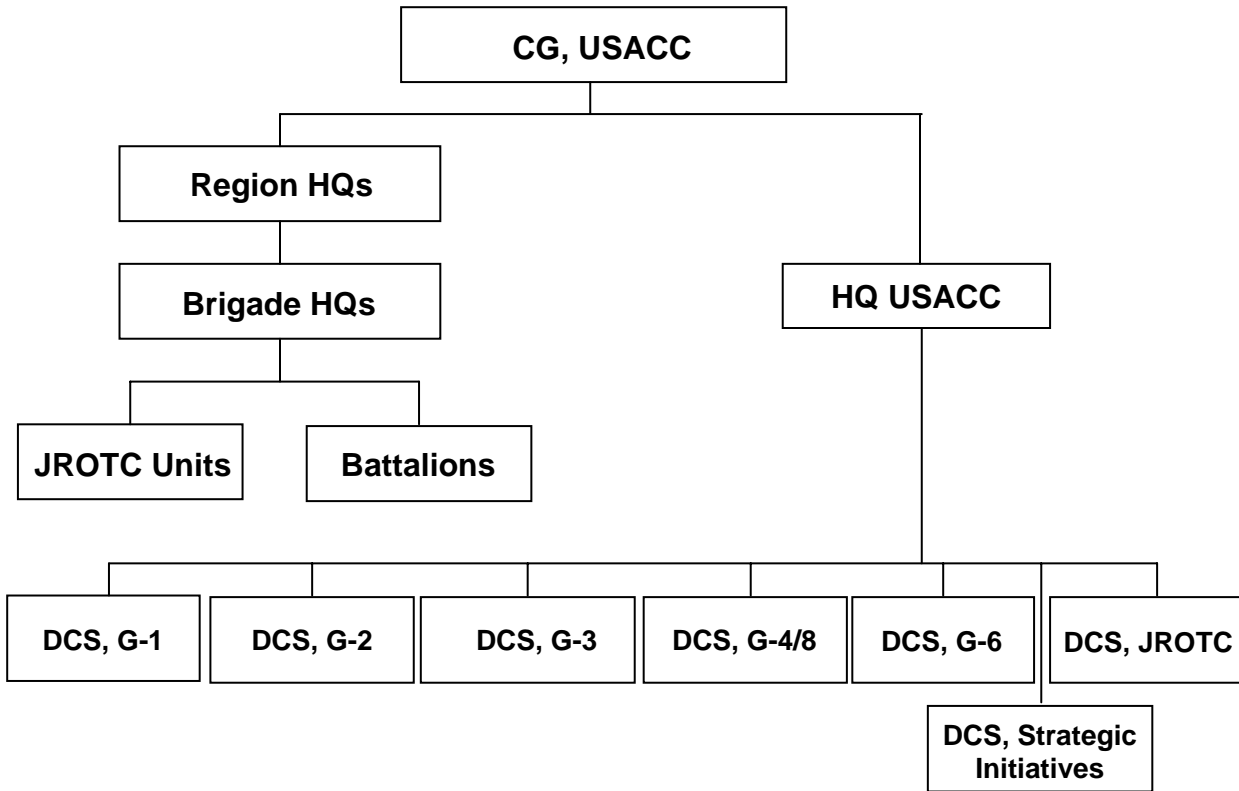 CG, USACC
Region HQs
Brigade HQs
HQ USACC
JROTC Units
Battalions
DCS, G-1
DCS, G-2
DCS, G-3
DCS, G-4/8
DCS, G-6
DCS, JROTC
DCS, Strategic
Initiatives